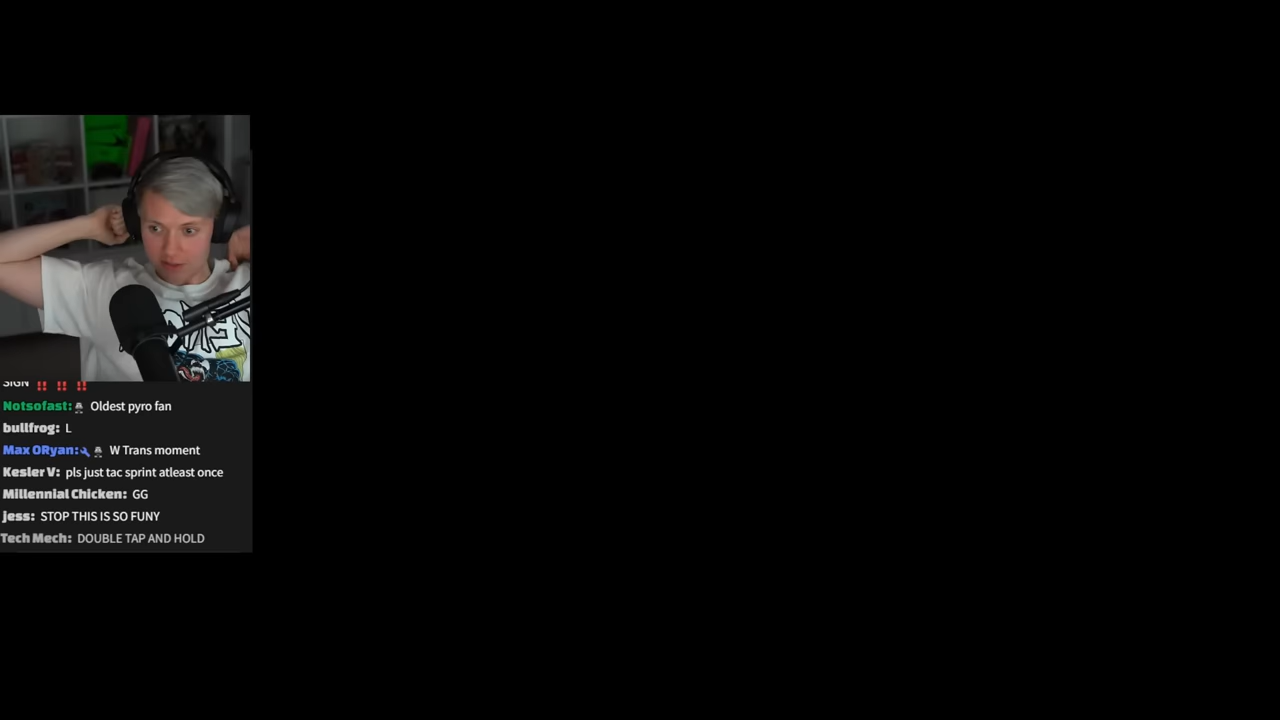 SIGN ‼️ ‼️ ‼️
Notsofast: Oldest pyro fan
bullfrog: L
Max ORyan: W Trans moment
Kesler V: pls just tac sprint atleast once
Millennial Chicken: GG
jess: STOP THIS IS SO FUNY
Tech Mech: DOUBLE TAP AND HOLD